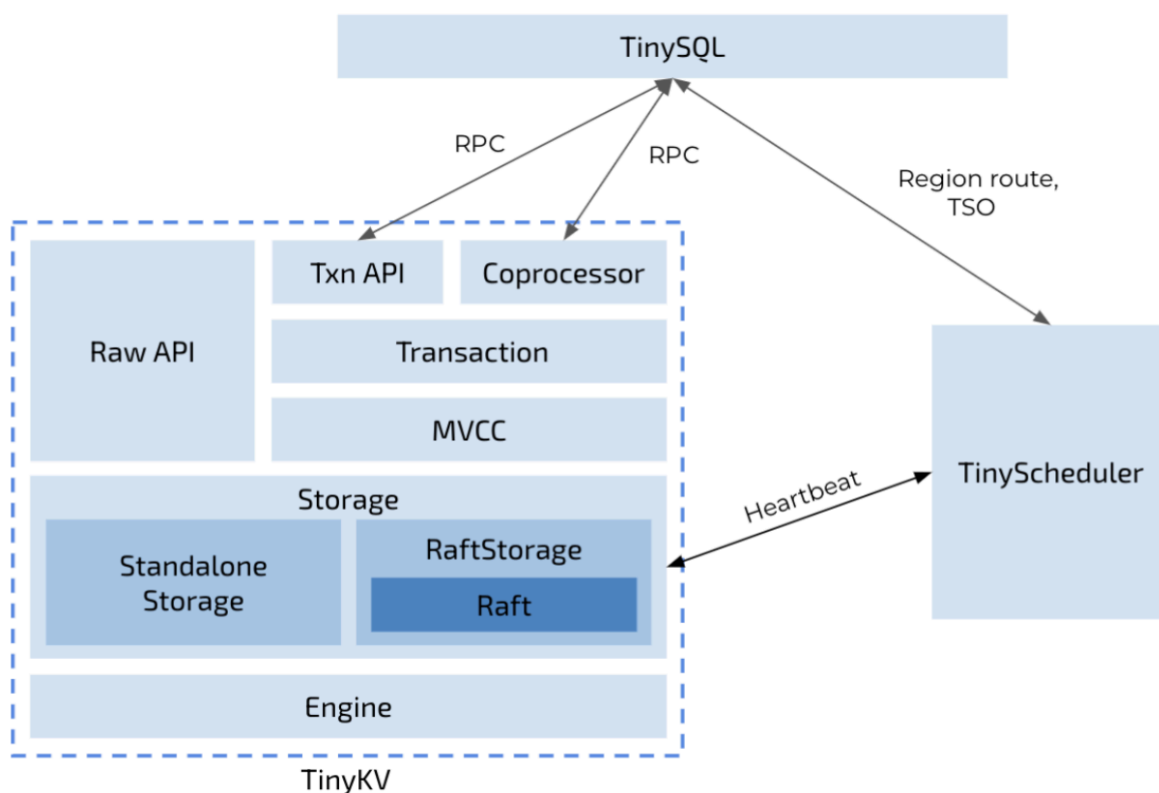 TinySQL
RPC
RPC
Region route,
TSO
Txn API
Coprocessor
Raw API
Transaction
MVCC
TinyScheduler
Heartbeat
Storage
Standalone
Storage
RaftStorage
Raft
Engine
TinyKV